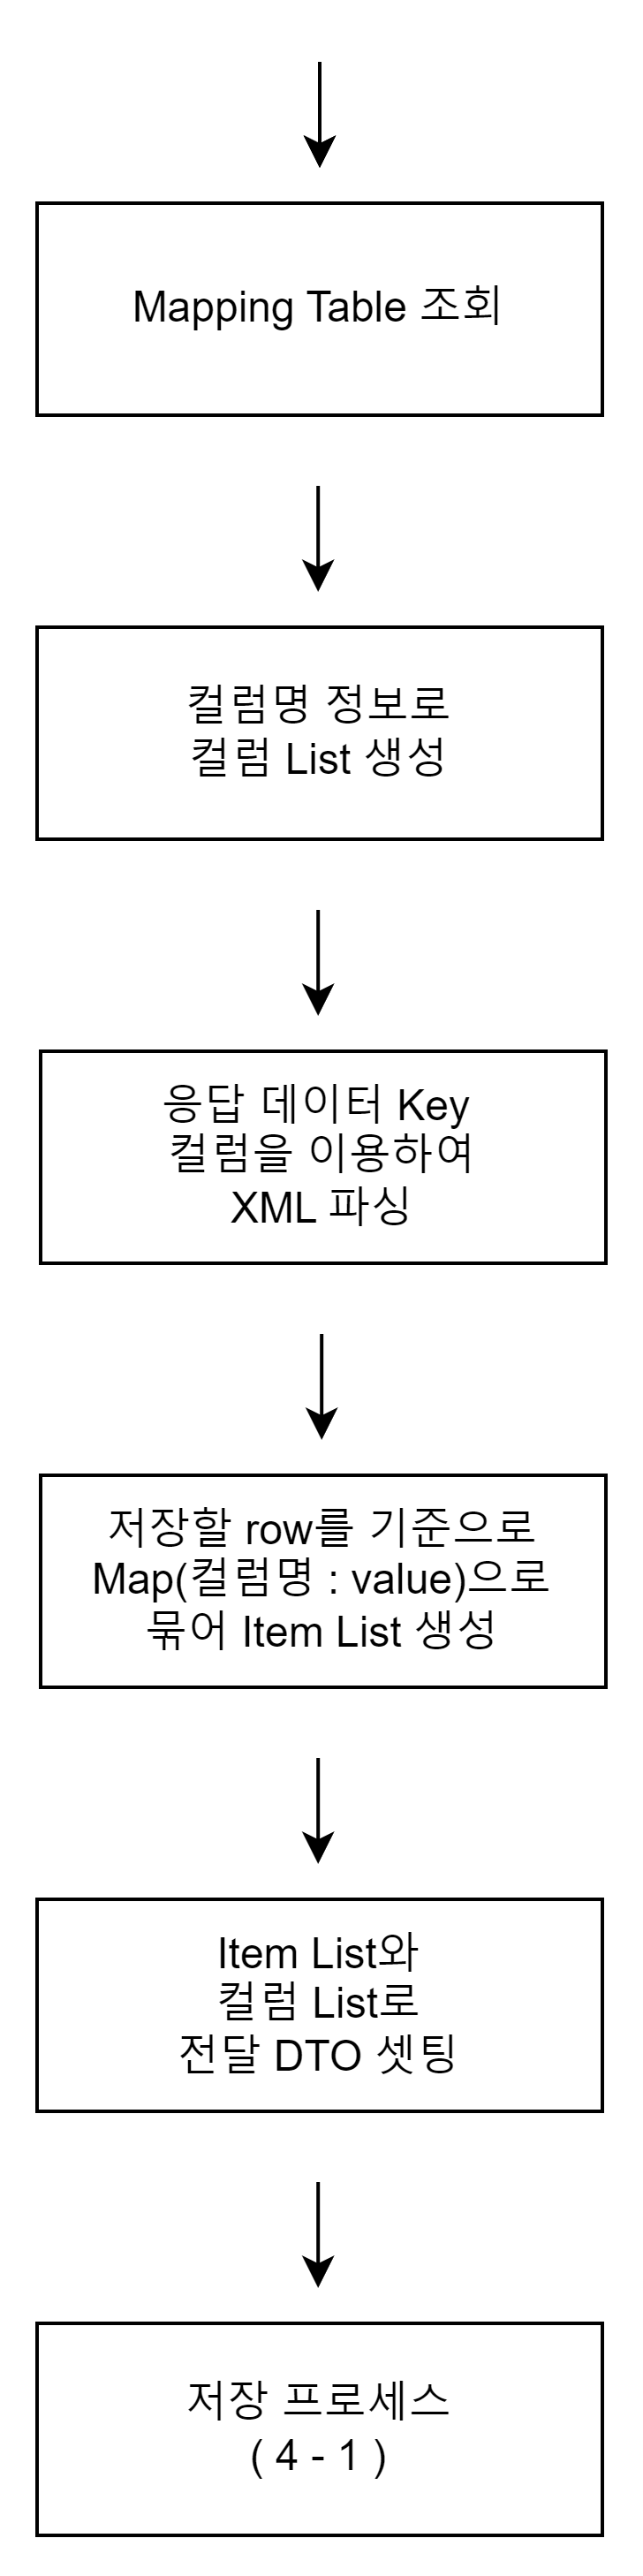 Mapping Table 조회
컬럼명 정보로
컬럼 List 생성
응답 데이터 Key
컬럼을 이용하여
XML 파싱
저장할 row를 기준으로
Map(컬럼명 : value)으로
묶어 Item List 생성
Item List와
컬럼 List로
전달 DTO 셋팅
저장 프로세스
( 4 - 1 )